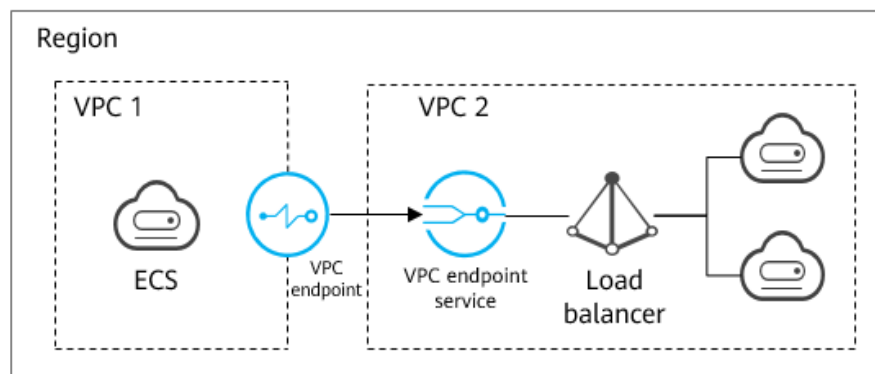 Region
VPC 1
VPC 2
ECS
VPC
endpoint
VPC endpoint
service
Load
balancer